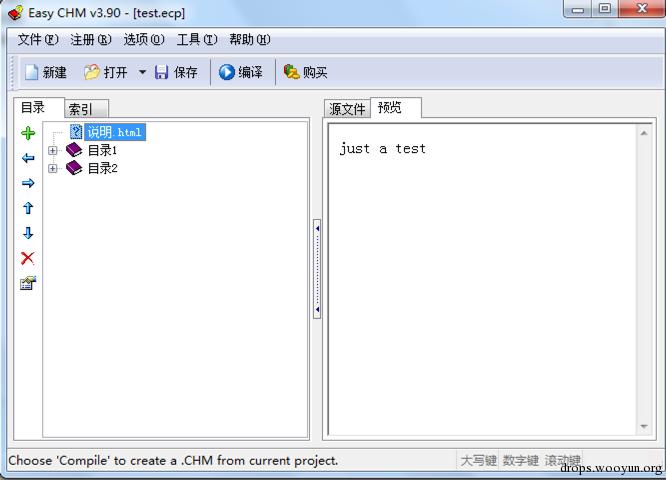 Easy CHM v3.90 - [test.ecp]
文件(F) 注册(R) 选项(O) 工具(T) 帮助(H)
新建 打开 保存 编译 购买
目录 索引
说明.html
目录1
目录2
源文件 预览
just a test
Choose 'Compile' to create a .CHM from current project. 大写键 数字键 滚动键
drops.wooyun.org